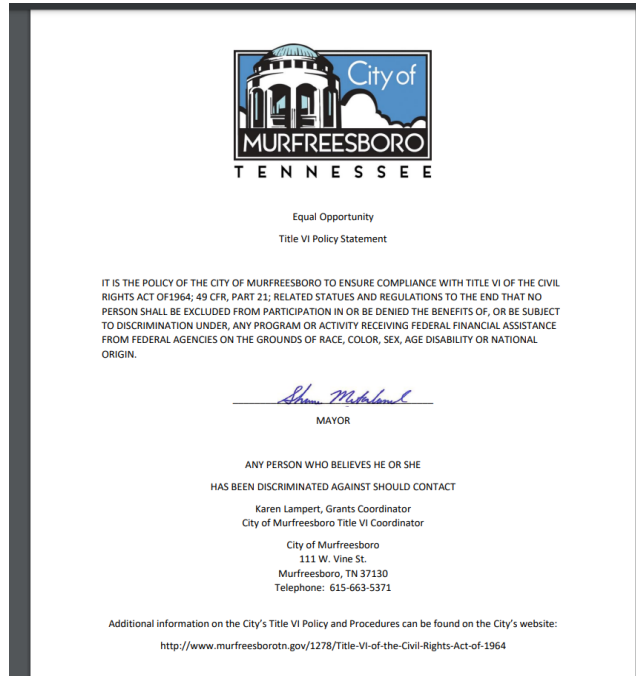 City of
MURFREESBORO
TENNESSEE
Equal Opportunity
Title VI Policy Statement
IT IS THE POLICY OF THE CITY OF MURFREESBORO TO ENSURE COMPLIANCE WITH TITLE VI OF THE CIVIL
RIGHTS ACT OF1964; 49 CFR, PART 21; RELATED STATUES AND REGULATIONS TO THE END THAT NO
PERSON SHALL BE EXCLUDED FROM PARTICIPATION IN OR BE DENIED THE BENEFITS OF, OR BE SUBJECT
TO DISCRIMINATION UNDER, ANY PROGRAM OR ACTIVITY RECEIVING FEDERAL FINANCIAL ASSISTANCE
FROM FEDERAL AGENCIES ON THE GROUNDS OF RACE, COLOR, SEX, AGE DISABILITY OR NATIONAL
ORIGIN.
Shane McFarland
MAYOR
ANY PERSON WHO BELIEVES HE OR SHE
HAS BEEN DISCRIMINATED AGAINST SHOULD CONTACT
Karen Lampert, Grants Coordinator
City of Murfreesboro Title VI Coordinator
City of Murfreesboro
111 W. Vine St.
Murfreesboro, TN 37130
Telephone: 615-663-5371
Additional information on the City's Title VI Policy and Procedures can be found on the City's website:
http://www.murfreesborotn.gov/1278/Title-VI-of-the-Civil-Rights-Act-of-1964